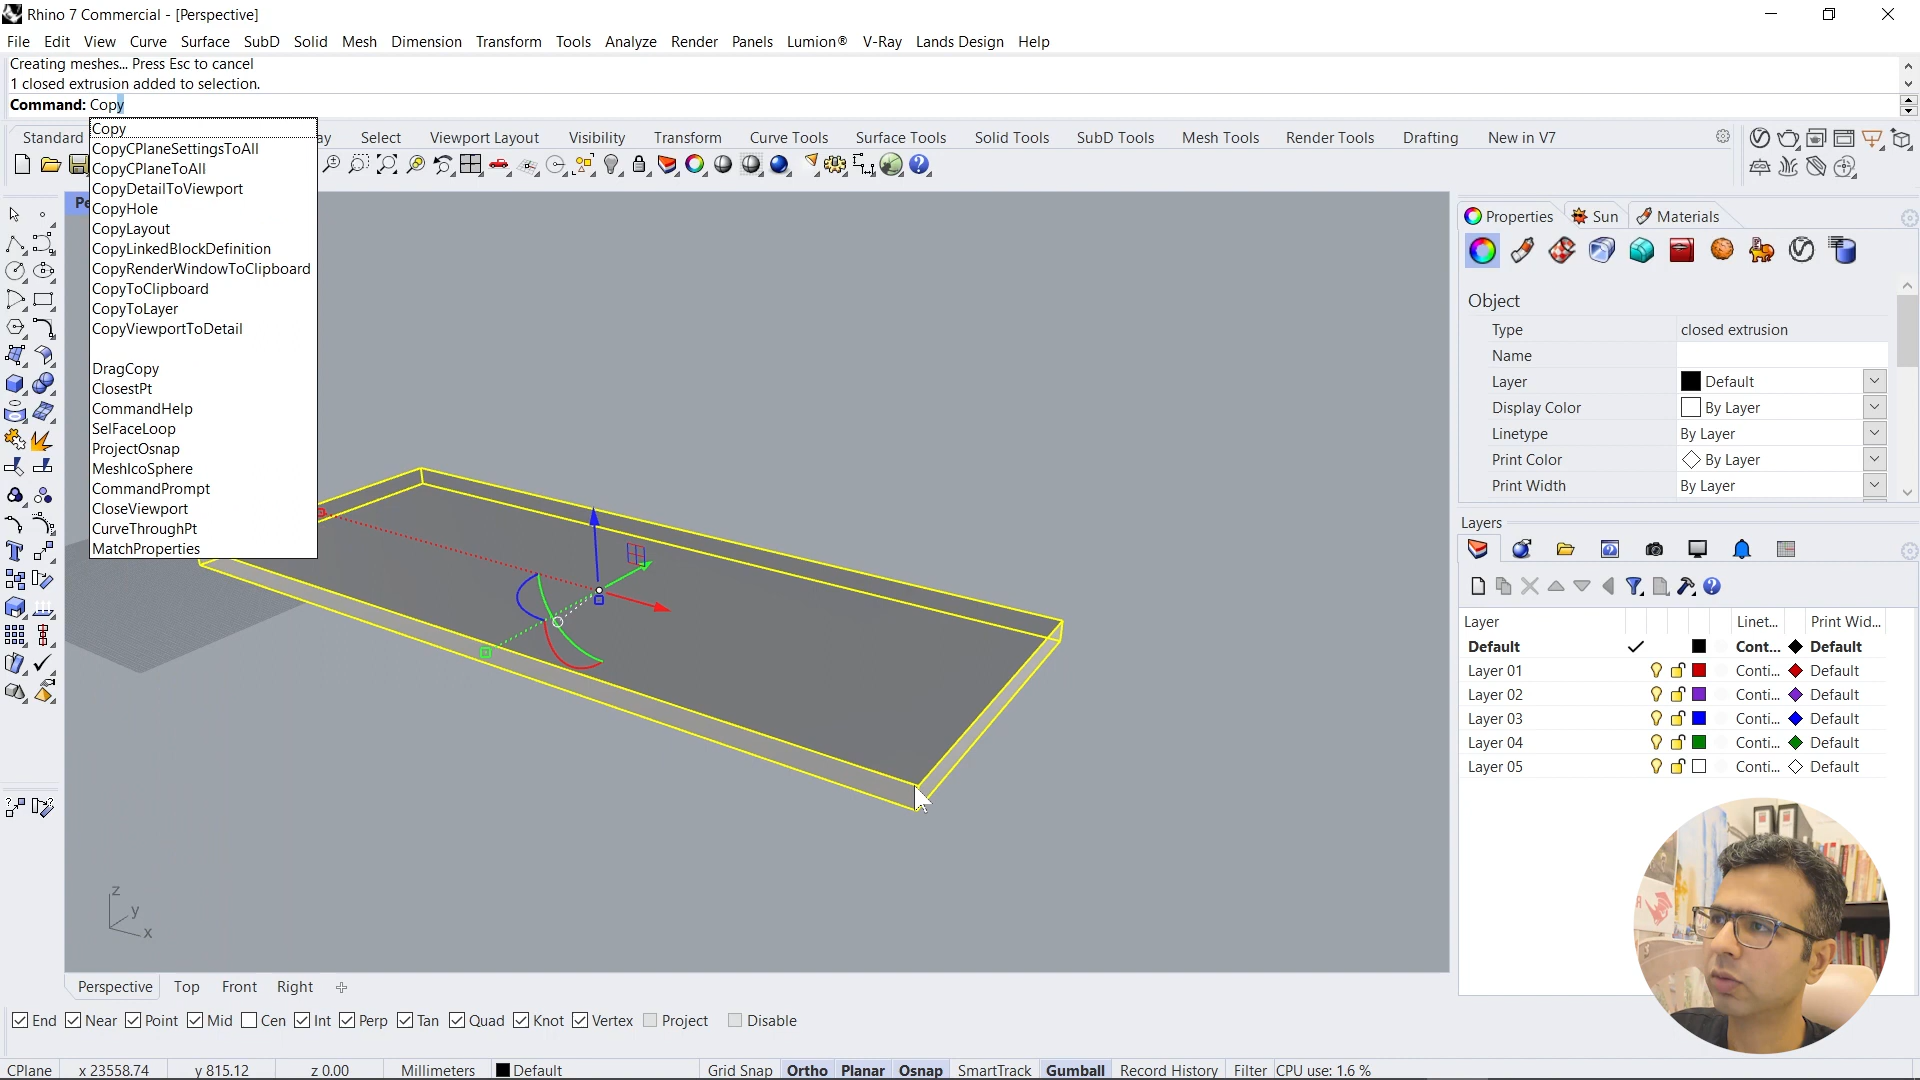 Rhino 7 Commercial - [Perspective]
File Edit View Curve Surface SubD Solid Mesh Dimension Transform Tools Analyze Render Panels Lumion® V-Ray Lands Design Help
Creating meshes... Press Esc to cancel
1 closed extrusion added to selection.
Command: Copy
Copy
CopyCPlaneSettingsToAll
CopyCPlaneToAll
CopyDetailToViewport
CopyHole
CopyLayout
CopyLinkedBlockDefinition
CopyRenderWindowToClipboard
CopyToClipboard
CopyToLayer
CopyViewportToDetail
DragCopy
ClosestPt
CommandHelp
SelFaceLoop
ProjectOsnap
MeshIcoSphere
CommandPrompt
CloseViewport
CurveThroughPt
MatchProperties
Standard ay Select Viewport Layout Visibility Transform Curve Tools Surface Tools Solid Tools SubD Tools Mesh Tools Render Tools Drafting New in V7
Pe
z
y
x
Properties Sun Materials
Object
Type closed extrusion
Name
Layer Default
Display Color By Layer
Linetype By Layer
Print Color By Layer
Print Width By Layer
Layers
Layer Linet... Print Wid...
Default Cont... Default
Layer 01 Conti... Default
Layer 02 Conti... Default
Layer 03 Conti... Default
Layer 04 Conti... Default
Layer 05 Conti... Default
Perspective Top Front Right
End Near Point Mid Cen Int Perp Tan Quad Knot Vertex Project Disable
CPlane x 23558.74 y 815.12 z 0.00 Millimeters Default Grid Snap Ortho Planar Osnap SmartTrack Gumball Record History Filter CPU use: 1.6 %